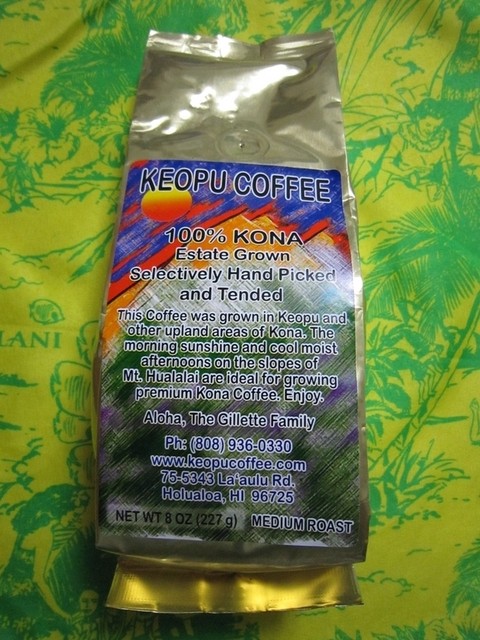 KEOPU COFFEE
100% KONA
Estate Grown
Selectively Hand Picked
and Tended
This Coffee was grown in Keopu and
other upland areas of Kona. The
morning sunshine and cool moist
afternoons on the slopes of
Mt. Hualalai are ideal for growing
premium Kona Coffee. Enjoy.
Aloha, The Gillette Family
Ph: (808) 936-0330
www.keopucoffee.com
75-5343 La'aulu Rd.
Holualoa, HI 96725
NET WT 8 OZ (227 g) MEDIUM ROAST
LANI